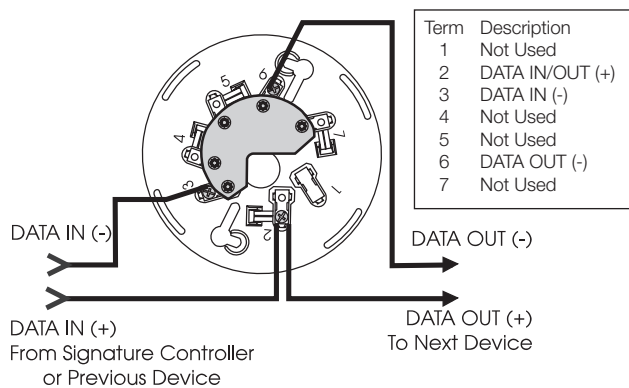 Term Description
1 Not Used
2 DATA IN/OUT (+)
3 DATA IN (-)
4 Not Used
5 Not Used
6 DATA OUT (-)
7 Not Used
5
6
4
7
3
1
2
DATA IN (-)
DATA OUT (-)
DATA IN (+)
From Signature Controller
or Previous Device
DATA OUT (+)
To Next Device